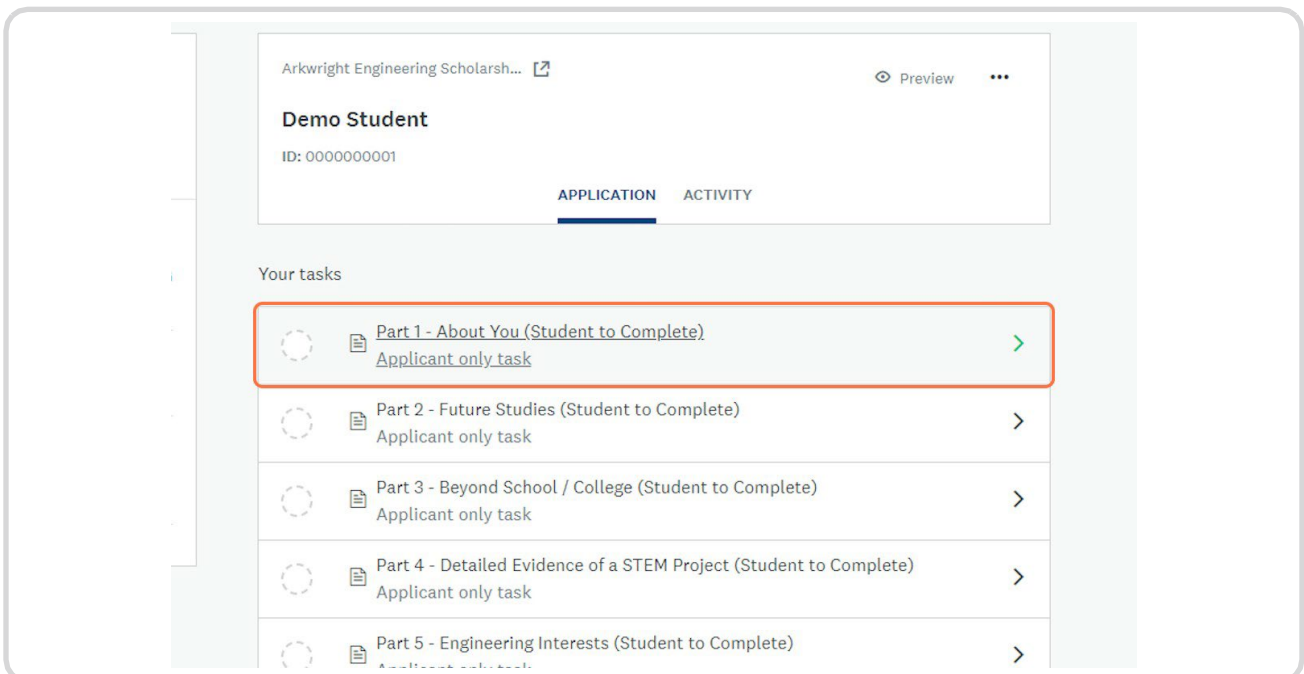 Arkwright Engineering Scholarsh...
Preview
Demo Student
ID: 0000000001
APPLICATION ACTIVITY
Your tasks
Part 1 - About You (Student to Complete)
Applicant only task
Part 2 - Future Studies (Student to Complete)
Applicant only task
Part 3 - Beyond School / College (Student to Complete)
Applicant only task
Part 4 - Detailed Evidence of a STEM Project (Student to Complete)
Applicant only task
Part 5 - Engineering Interests (Student to Complete)
Applicant only task